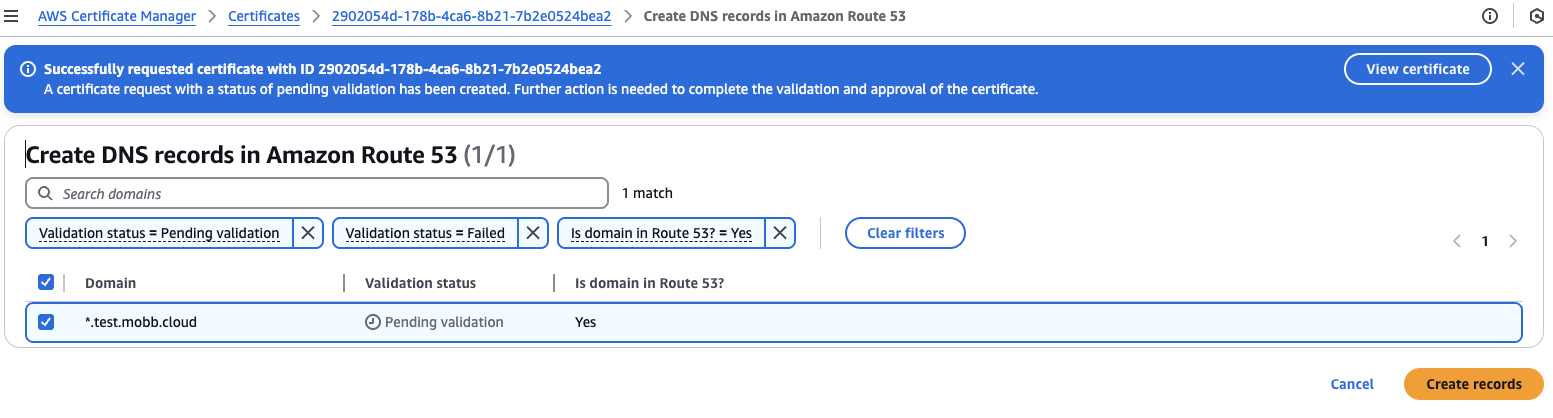 AWS Certificate Manager > Certificates > 2902054d-178b-4ca6-8b21-7b2e0524bea2 > Create DNS records in Amazon Route 53
Successfully requested certificate with ID 2902054d-178b-4ca6-8b21-7b2e0524bea2
A certificate request with a status of pending validation has been created. Further action is needed to complete the validation and approval of the certificate.
View certificate
Create DNS records in Amazon Route 53 (1/1)
Search domains
1 match
Validation status = Pending validation
Validation status = Failed
Is domain in Route 53? = Yes
Clear filters
1
Domain Validation status Is domain in Route 53?
*.test.mobb.cloud Pending validation Yes
Cancel Create records